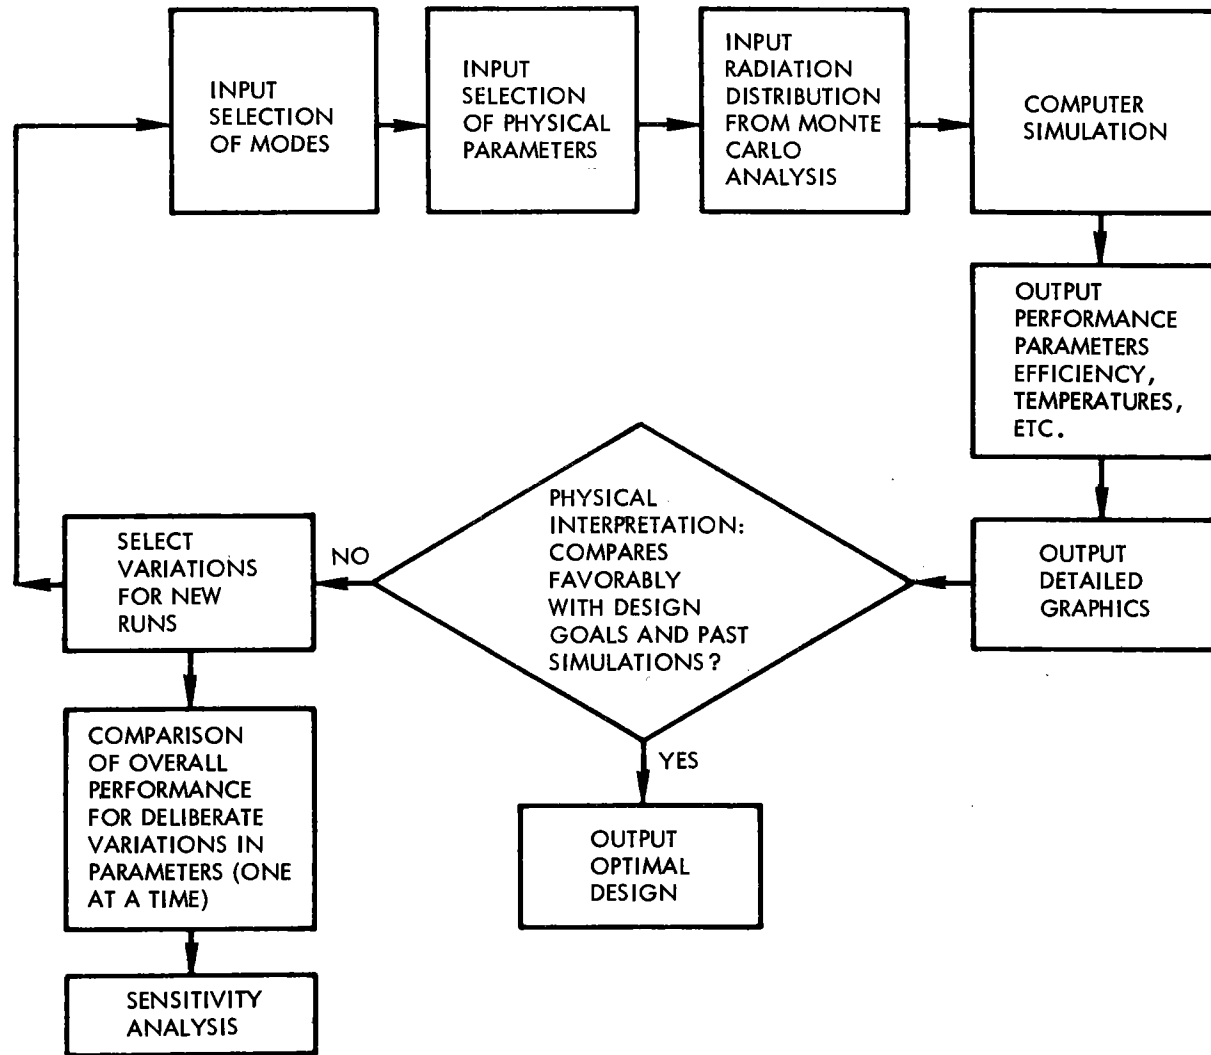 INPUT
SELECTION
OF MODES
INPUT
SELECTION
OF PHYSICAL
PARAMETERS
INPUT
RADIATION
DISTRIBUTION
FROM MONTE
CARLO
ANALYSIS
COMPUTER
SIMULATION
OUTPUT
PERFORMANCE
PARAMETERS
EFFICIENCY,
TEMPERATURES,
ETC.
OUTPUT
DETAILED
GRAPHICS
PHYSICAL
INTERPRETATION:
COMPARES
FAVORABLY
WITH DESIGN
GOALS AND PAST
SIMULATIONS?
NO
YES
SELECT
VARIATIONS
FOR NEW
RUNS
COMPARISON
OF OVERALL
PERFORMANCE
FOR DELIBERATE
VARIATIONS IN
PARAMETERS (ONE
AT A TIME)
SENSITIVITY
ANALYSIS
OUTPUT
OPTIMAL
DESIGN